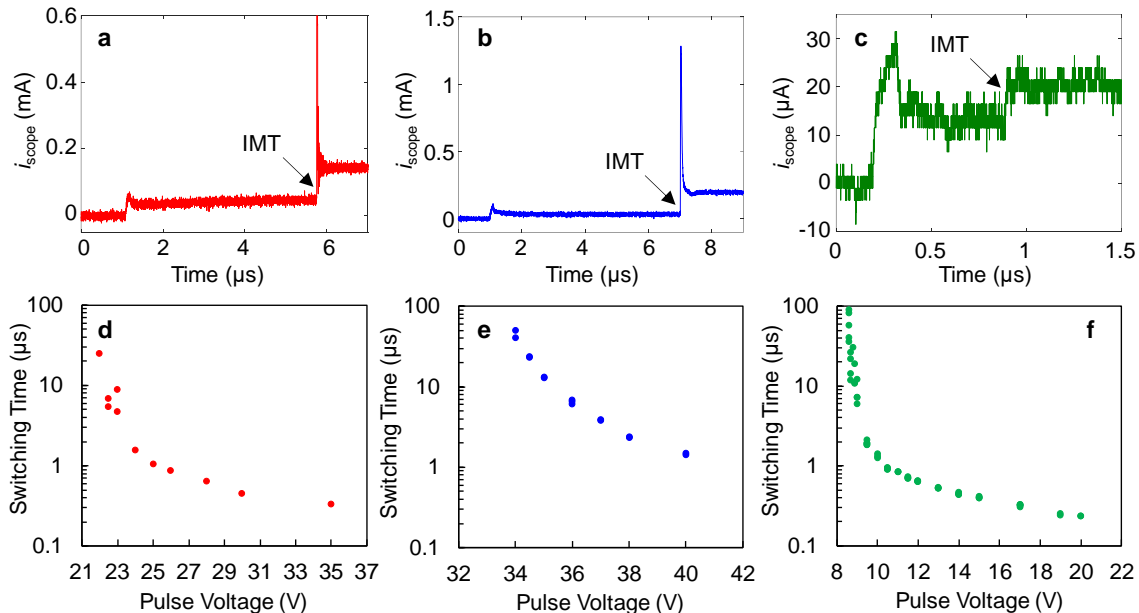 a
0.6
0.4
0.2
0
i_scope (mA)
IMT
0 2 4 6
Time (µs)
b
1.5
1.0
0.5
0
i_scope (mA)
IMT
0 2 4 6 8
Time (µs)
c
30
20
10
0
-10
i_scope (µA)
IMT
0 0.5 1 1.5
Time (µs)
d
100
10
1
0.1
Switching Time (µs)
21 23 25 27 29 31 33 35 37
Pulse Voltage (V)
e
100
10
1
0.1
Switching Time (µs)
32 34 36 38 40 42
Pulse Voltage (V)
f
100
10
1
0.1
Switching Time (µs)
8 10 12 14 16 18 20 22
Pulse Voltage (V)